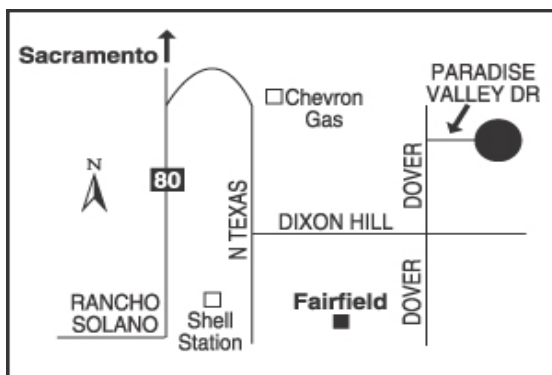 Sacramento
PARADISE
VALLEY DR
Chevron
Gas
N
80
DOVER
N TEXAS
DIXON HILL
RANCHO
SOLANO
Shell
Station
Fairfield
DOVER